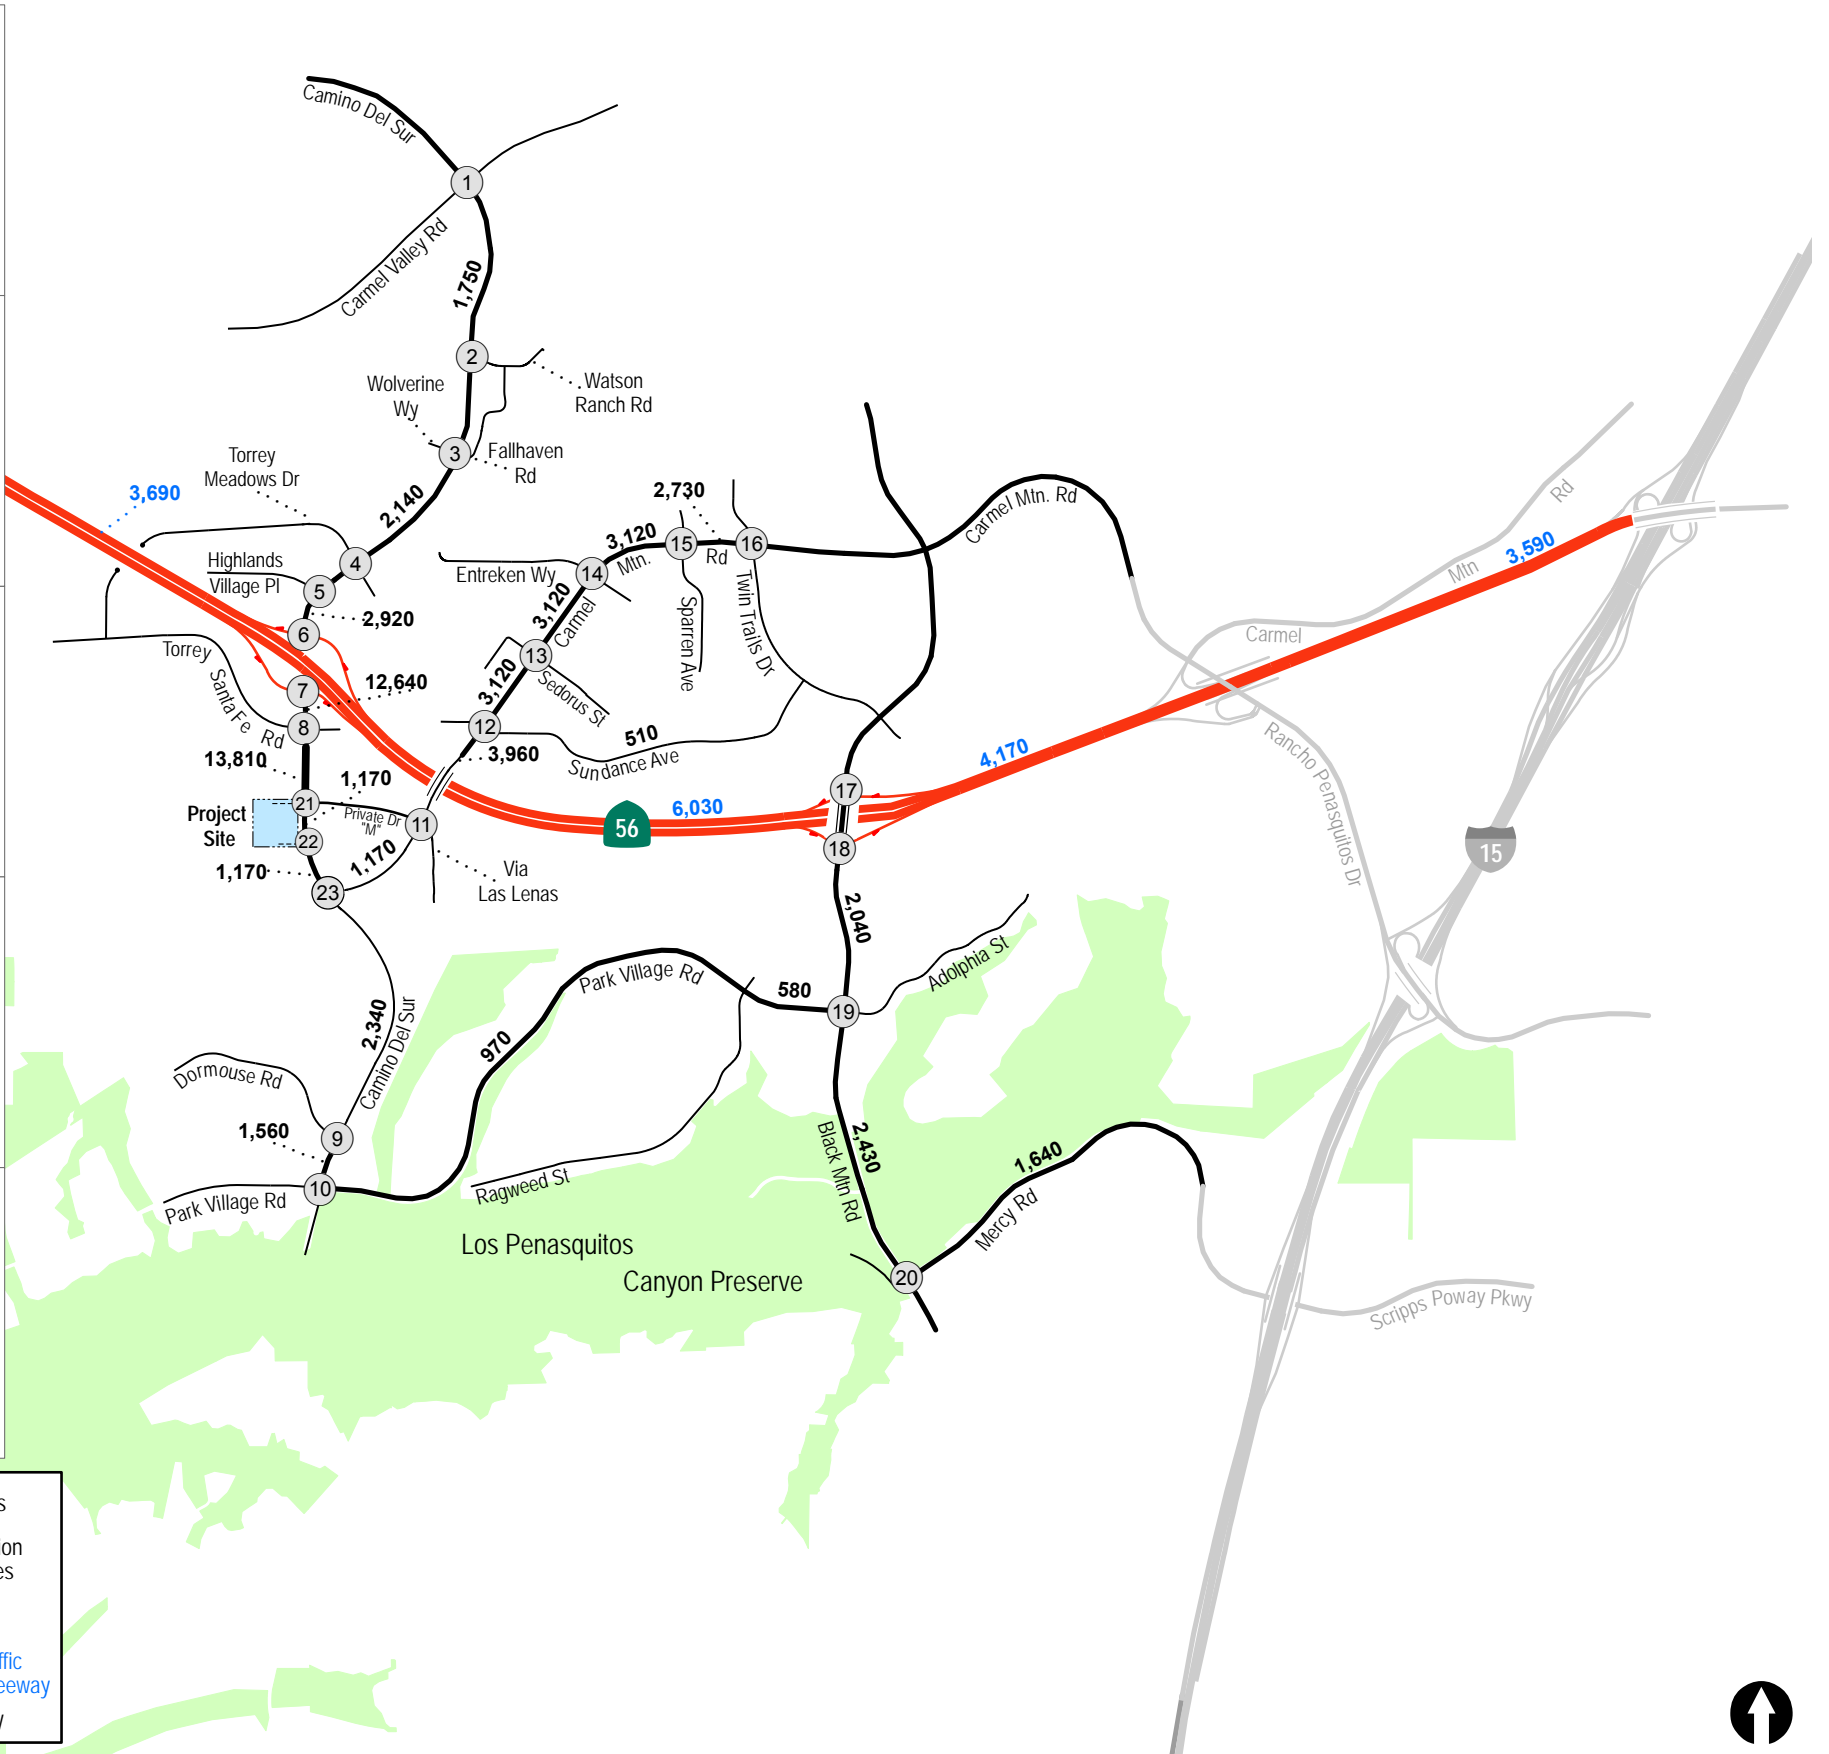 Camino Del Sur
1
Carmel Valley Rd
1,750
2
Watson
Ranch Rd
Wolverine
Wy
3
Fallhaven
Rd
Torrey
Meadows Dr
2,140
3,690
4
Highlands
Village Pl
5
2,920
6
Torrey
Santa Fe
Rd
7
12,640
8
13,810
1,170
Project
Site
21
Private Dr
"M"
11
22
1,170
1,170
23
Via
Las Lenas
2,730
3,120
Mtn.
15
Rd
16
Carmel Mtn. Rd
Entreken Wy
14
3,120
Carmel
Sparren Ave
Twin Trails Dr
13
3,120
Sedorus St
12
3,960
510
Sundance Ave
56
6,030
4,170
3,590
Carmel
Mtn
Rd
17
18
Rancho Penasquitos Dr
15
2,040
Adolphia St
Park Village Rd
580
19
970
2,340
Camino Del Sur
Dormouse Rd
1,560
9
10
Park Village Rd
Ragweed St
Black Mtn Rd
2,430
1,640
Mercy Rd
20
Los Penasquitos
Canyon Preserve
Scripps Poway Pkwy
s
ion
es
ffic
eeway